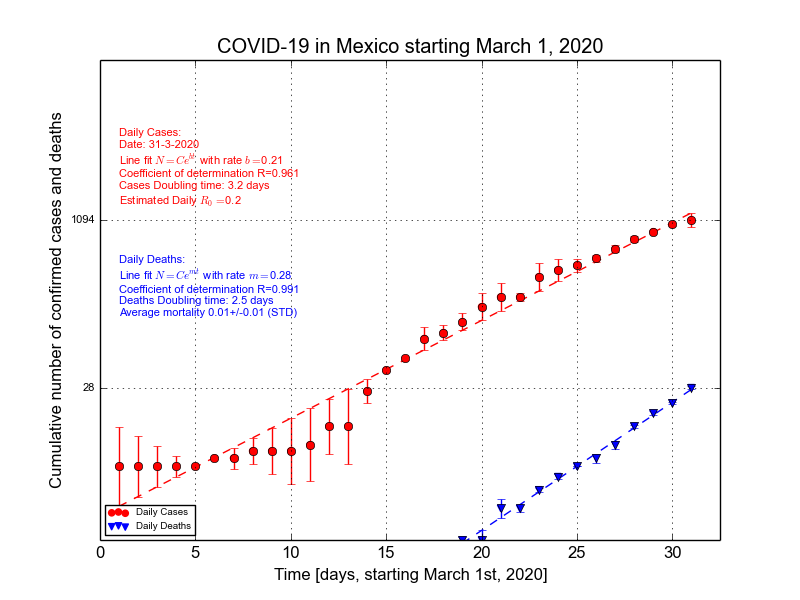 COVID-19 in Mexico starting March 1, 2020
Cumulative number of confirmed cases and deaths
1094
28
Daily Cases:
Date: 31-3-2020
Line fit N=Ce^{bt}: with rate b=0.21
Coefficient of determination R=0.961
Cases Doubling time: 3.2 days
Estimated Daily R_0=0.2
Daily Deaths:
Line fit N=Ce^{mt}: with rate m=0.28
Coefficient of determination R=0.991
Deaths Doubling time: 2.5 days
Average mortality 0.01+/-0.01 (STD)
Daily Cases
Daily Deaths
0 5 10 15 20 25 30
Time [days, starting March 1st, 2020]